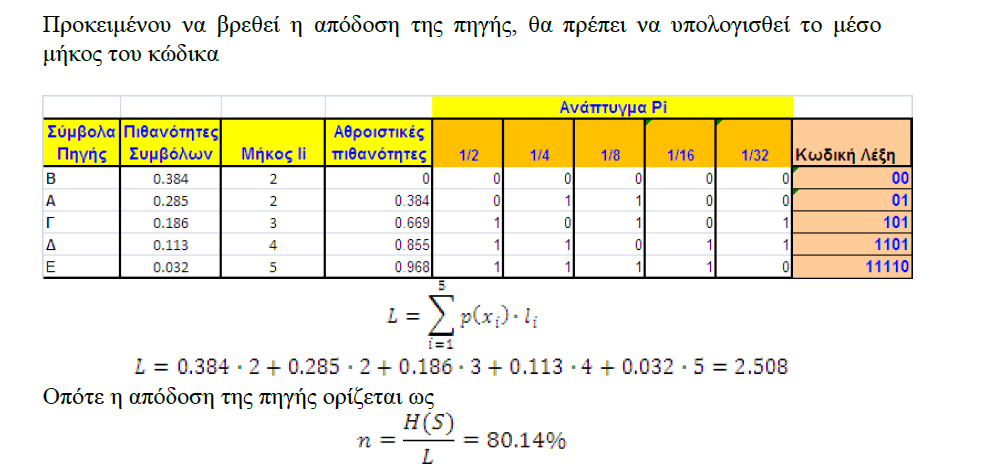 Προκειμένου να βρεθεί η απόδοση της πηγής, θα πρέπει να υπολογισθεί το μέσο
μήκος του κώδικα
Ανάπτυγμα Pi
Σύμβολα Πηγής Πιθανότητες Συμβόλων Μήκος li Αθροιστικές πιθανότητες 1/2 1/4 1/8 1/16 1/32 Κωδική Λέξη
Β 0.384 2 0 0 0 0 0 0 00
Α 0.285 2 0.384 0 1 1 0 0 01
Γ 0.186 3 0.669 1 0 1 0 1 101
Δ 0.113 4 0.855 1 1 0 1 1 1101
Ε 0.032 5 0.968 1 1 1 1 0 11110
L = ∑_{i=1}^{5} p(x_i) · l_i
L = 0.384 · 2 + 0.285 · 2 + 0.186 · 3 + 0.113 · 4 + 0.032 · 5 = 2.508
Οπότε η απόδοση της πηγής ορίζεται ως
n = H(S) / L = 80.14%